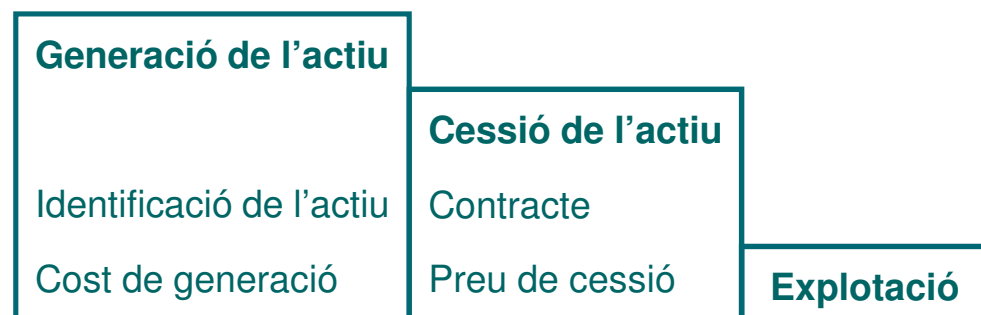 Generació de l’actiu
Identificació de l’actiu
Cost de generació
Cessió de l’actiu
Contracte
Preu de cessió
Explotació